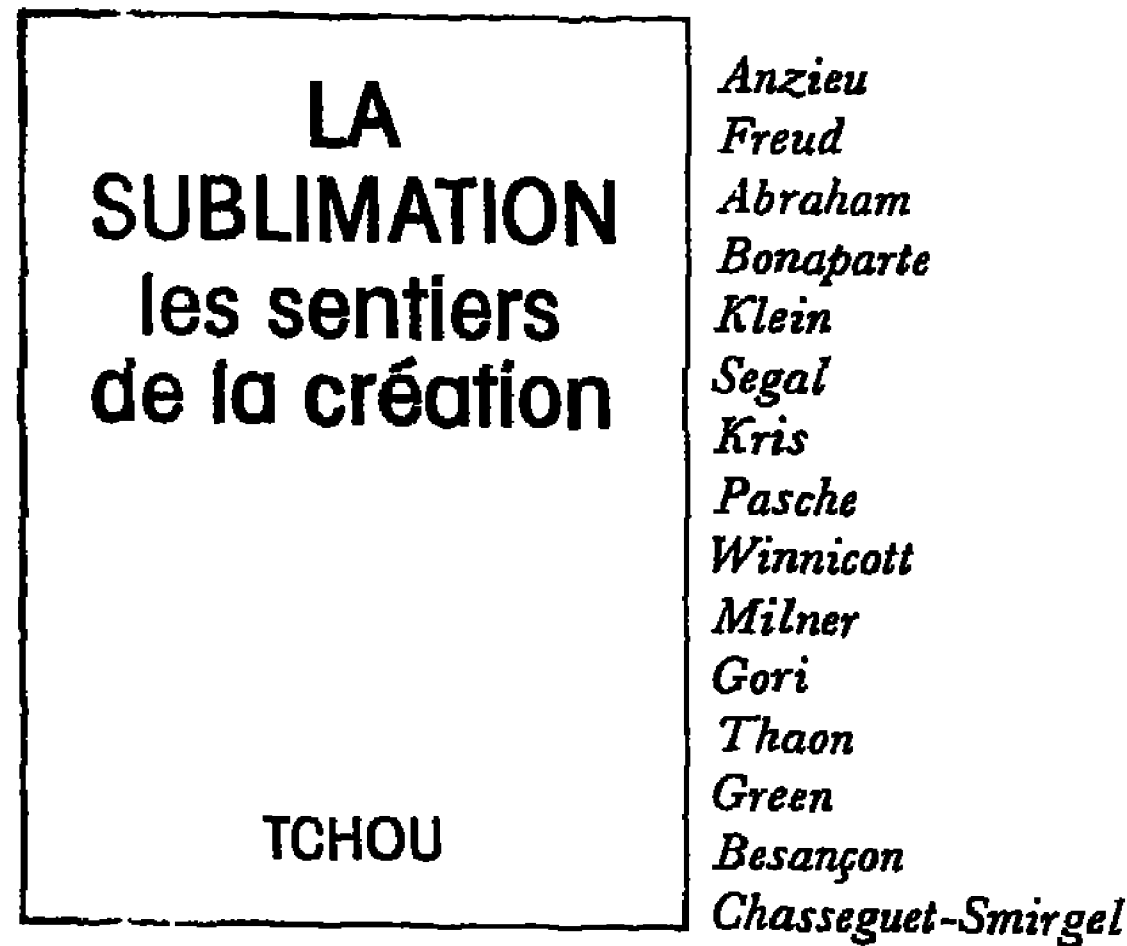 LA
SUBLIMATION
les sentiers
de la création
TCHOU
Anzieu
Freud
Abraham
Bonaparte
Klein
Segal
Kris
Pasche
Winnicott
Milner
Gori
Thaon
Green
Besançon
Chasseguet-Smirgel